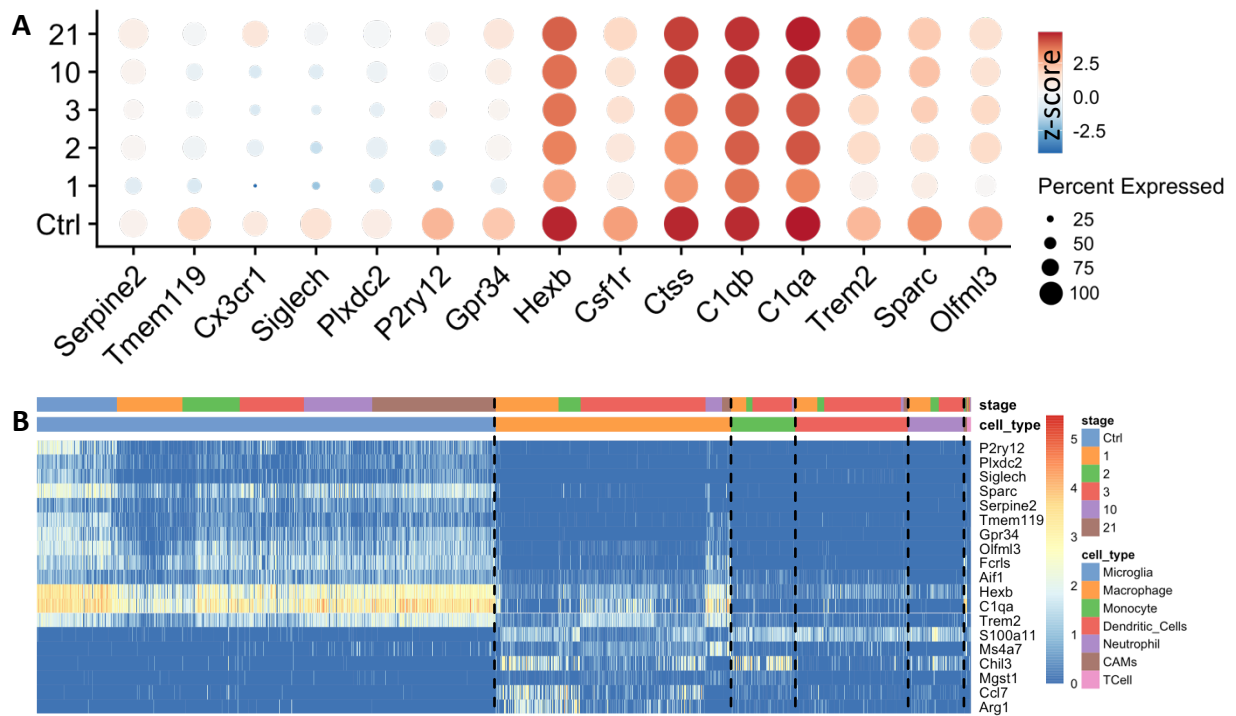 A
21
10
3
2
1
Ctrl
Serpine2
Tmem119
Cx3cr1
Siglech
Plxdc2
P2ry12
Gpr34
Hexb
Csf1r
Ctss
C1qb
C1qa
Trem2
Sparc
Olfml3
z-score
2.5
0.0
-2.5
Percent Expressed
25
50
75
100
B
stage
cell_type
P2ry12
Plxdc2
Siglech
Sparc
Serpine2
Tmem119
Gpr34
Olfml3
Fcrls
Aif1
Hexb
C1qa
Trem2
S100a11
Ms4a7
Chil3
Mgst1
Ccl7
Arg1
5
4
3
2
1
0
stage
Ctrl
1
2
3
10
21
cell_type
Microglia
Macrophage
Monocyte
Dendritic_Cells
Neutrophil
CAMs
TCell